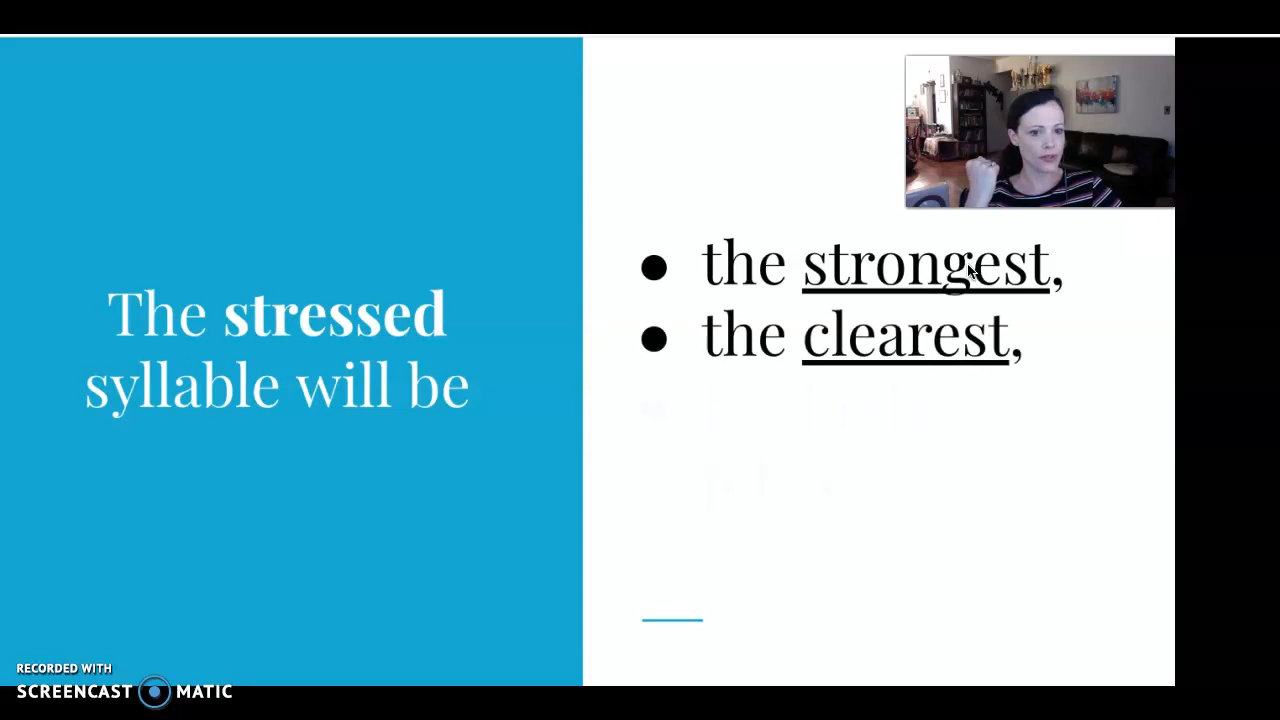 The stressed
syllable will be
● the strongest,
● the clearest,
RECORDED WITH
SCREENCAST MATIC